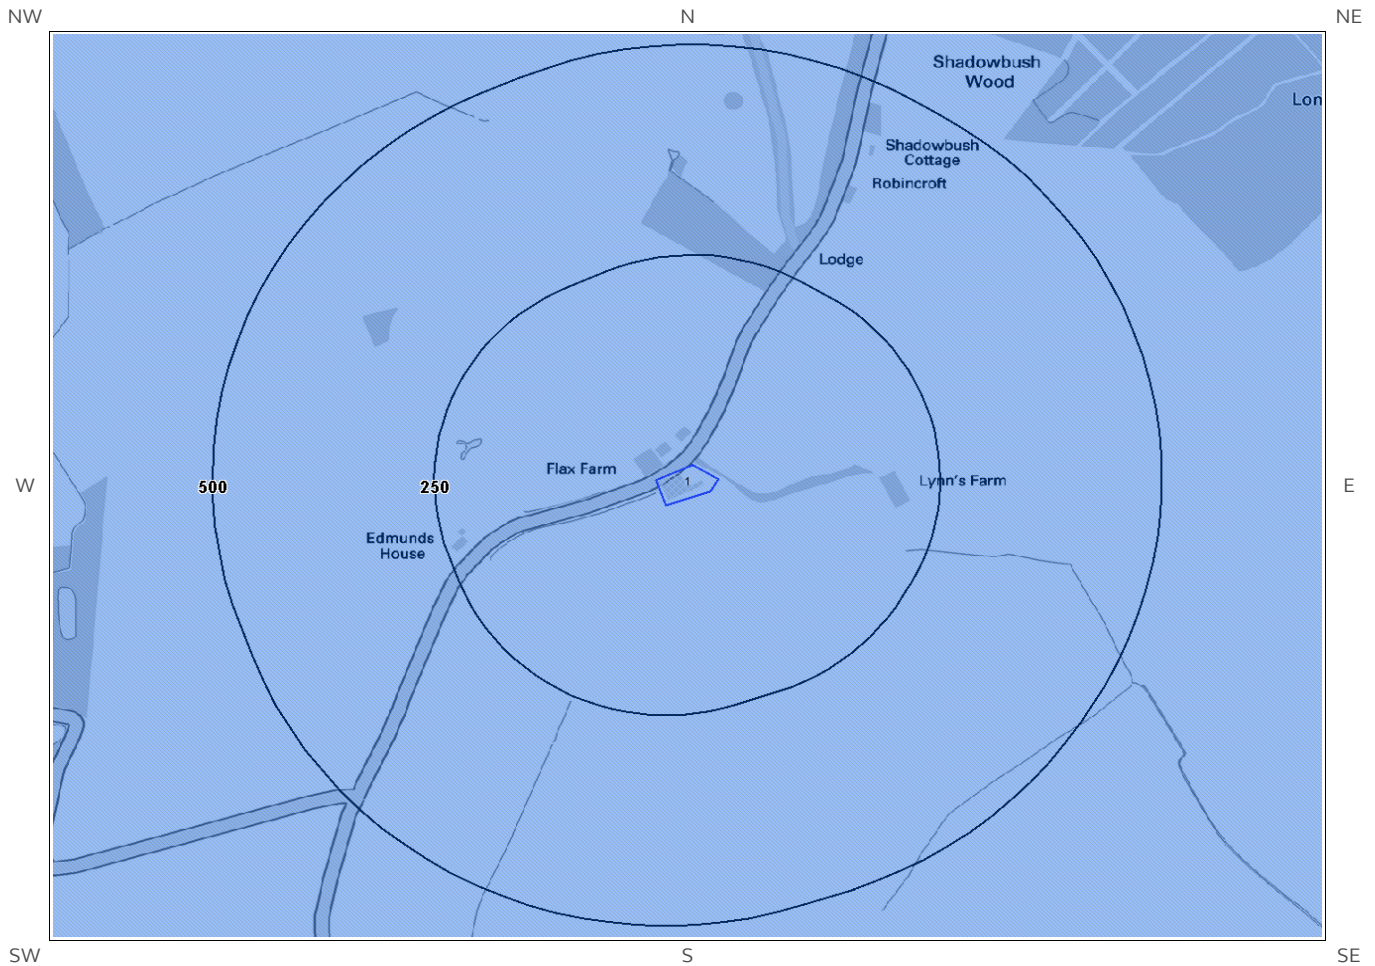 NW N NE
Shadowbush
Wood
Lon
Shadowbush
Cottage
Robincroft
Lodge
Flax Farm
1
Lynn's Farm
W 500 250 E
Edmunds
House
SW S SE